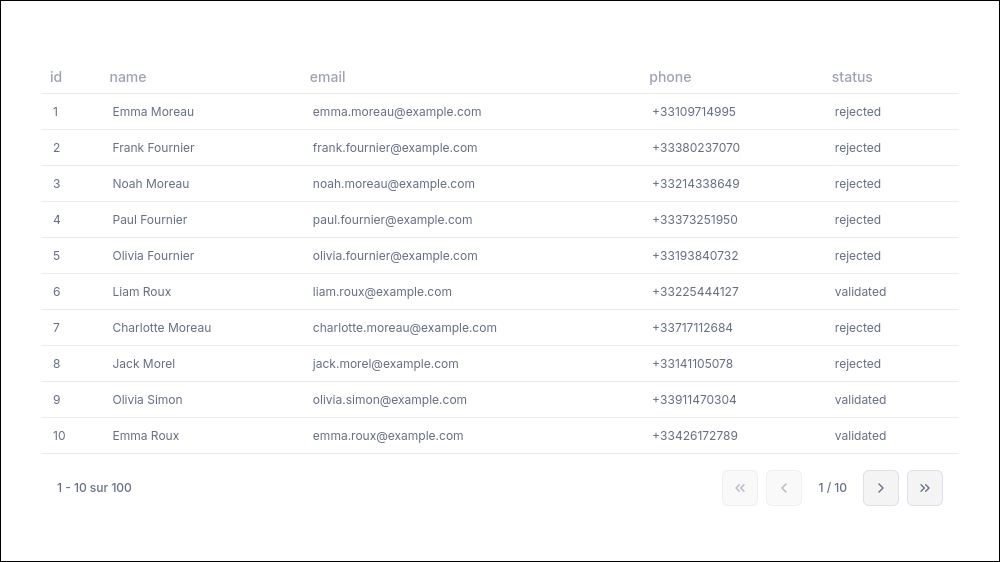 id name email phone status
1 Emma Moreau emma.moreau@example.com +33109714995 rejected
2 Frank Fournier frank.fournier@example.com +33380237070 rejected
3 Noah Moreau noah.moreau@example.com +33214338649 rejected
4 Paul Fournier paul.fournier@example.com +33373251950 rejected
5 Olivia Fournier olivia.fournier@example.com +33193840732 rejected
6 Liam Roux liam.roux@example.com +33225444127 validated
7 Charlotte Moreau charlotte.moreau@example.com +33717112684 rejected
8 Jack Morel jack.morel@example.com +33141105078 rejected
9 Olivia Simon olivia.simon@example.com +33911470304 validated
10 Emma Roux emma.roux@example.com +33426172789 validated
1 - 10 sur 100 1 / 10